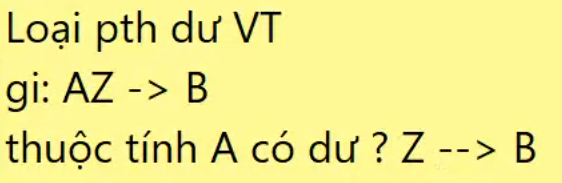 Loại pth dư VT
gi: AZ -> B
thuộc tính A có dư ? Z --> B